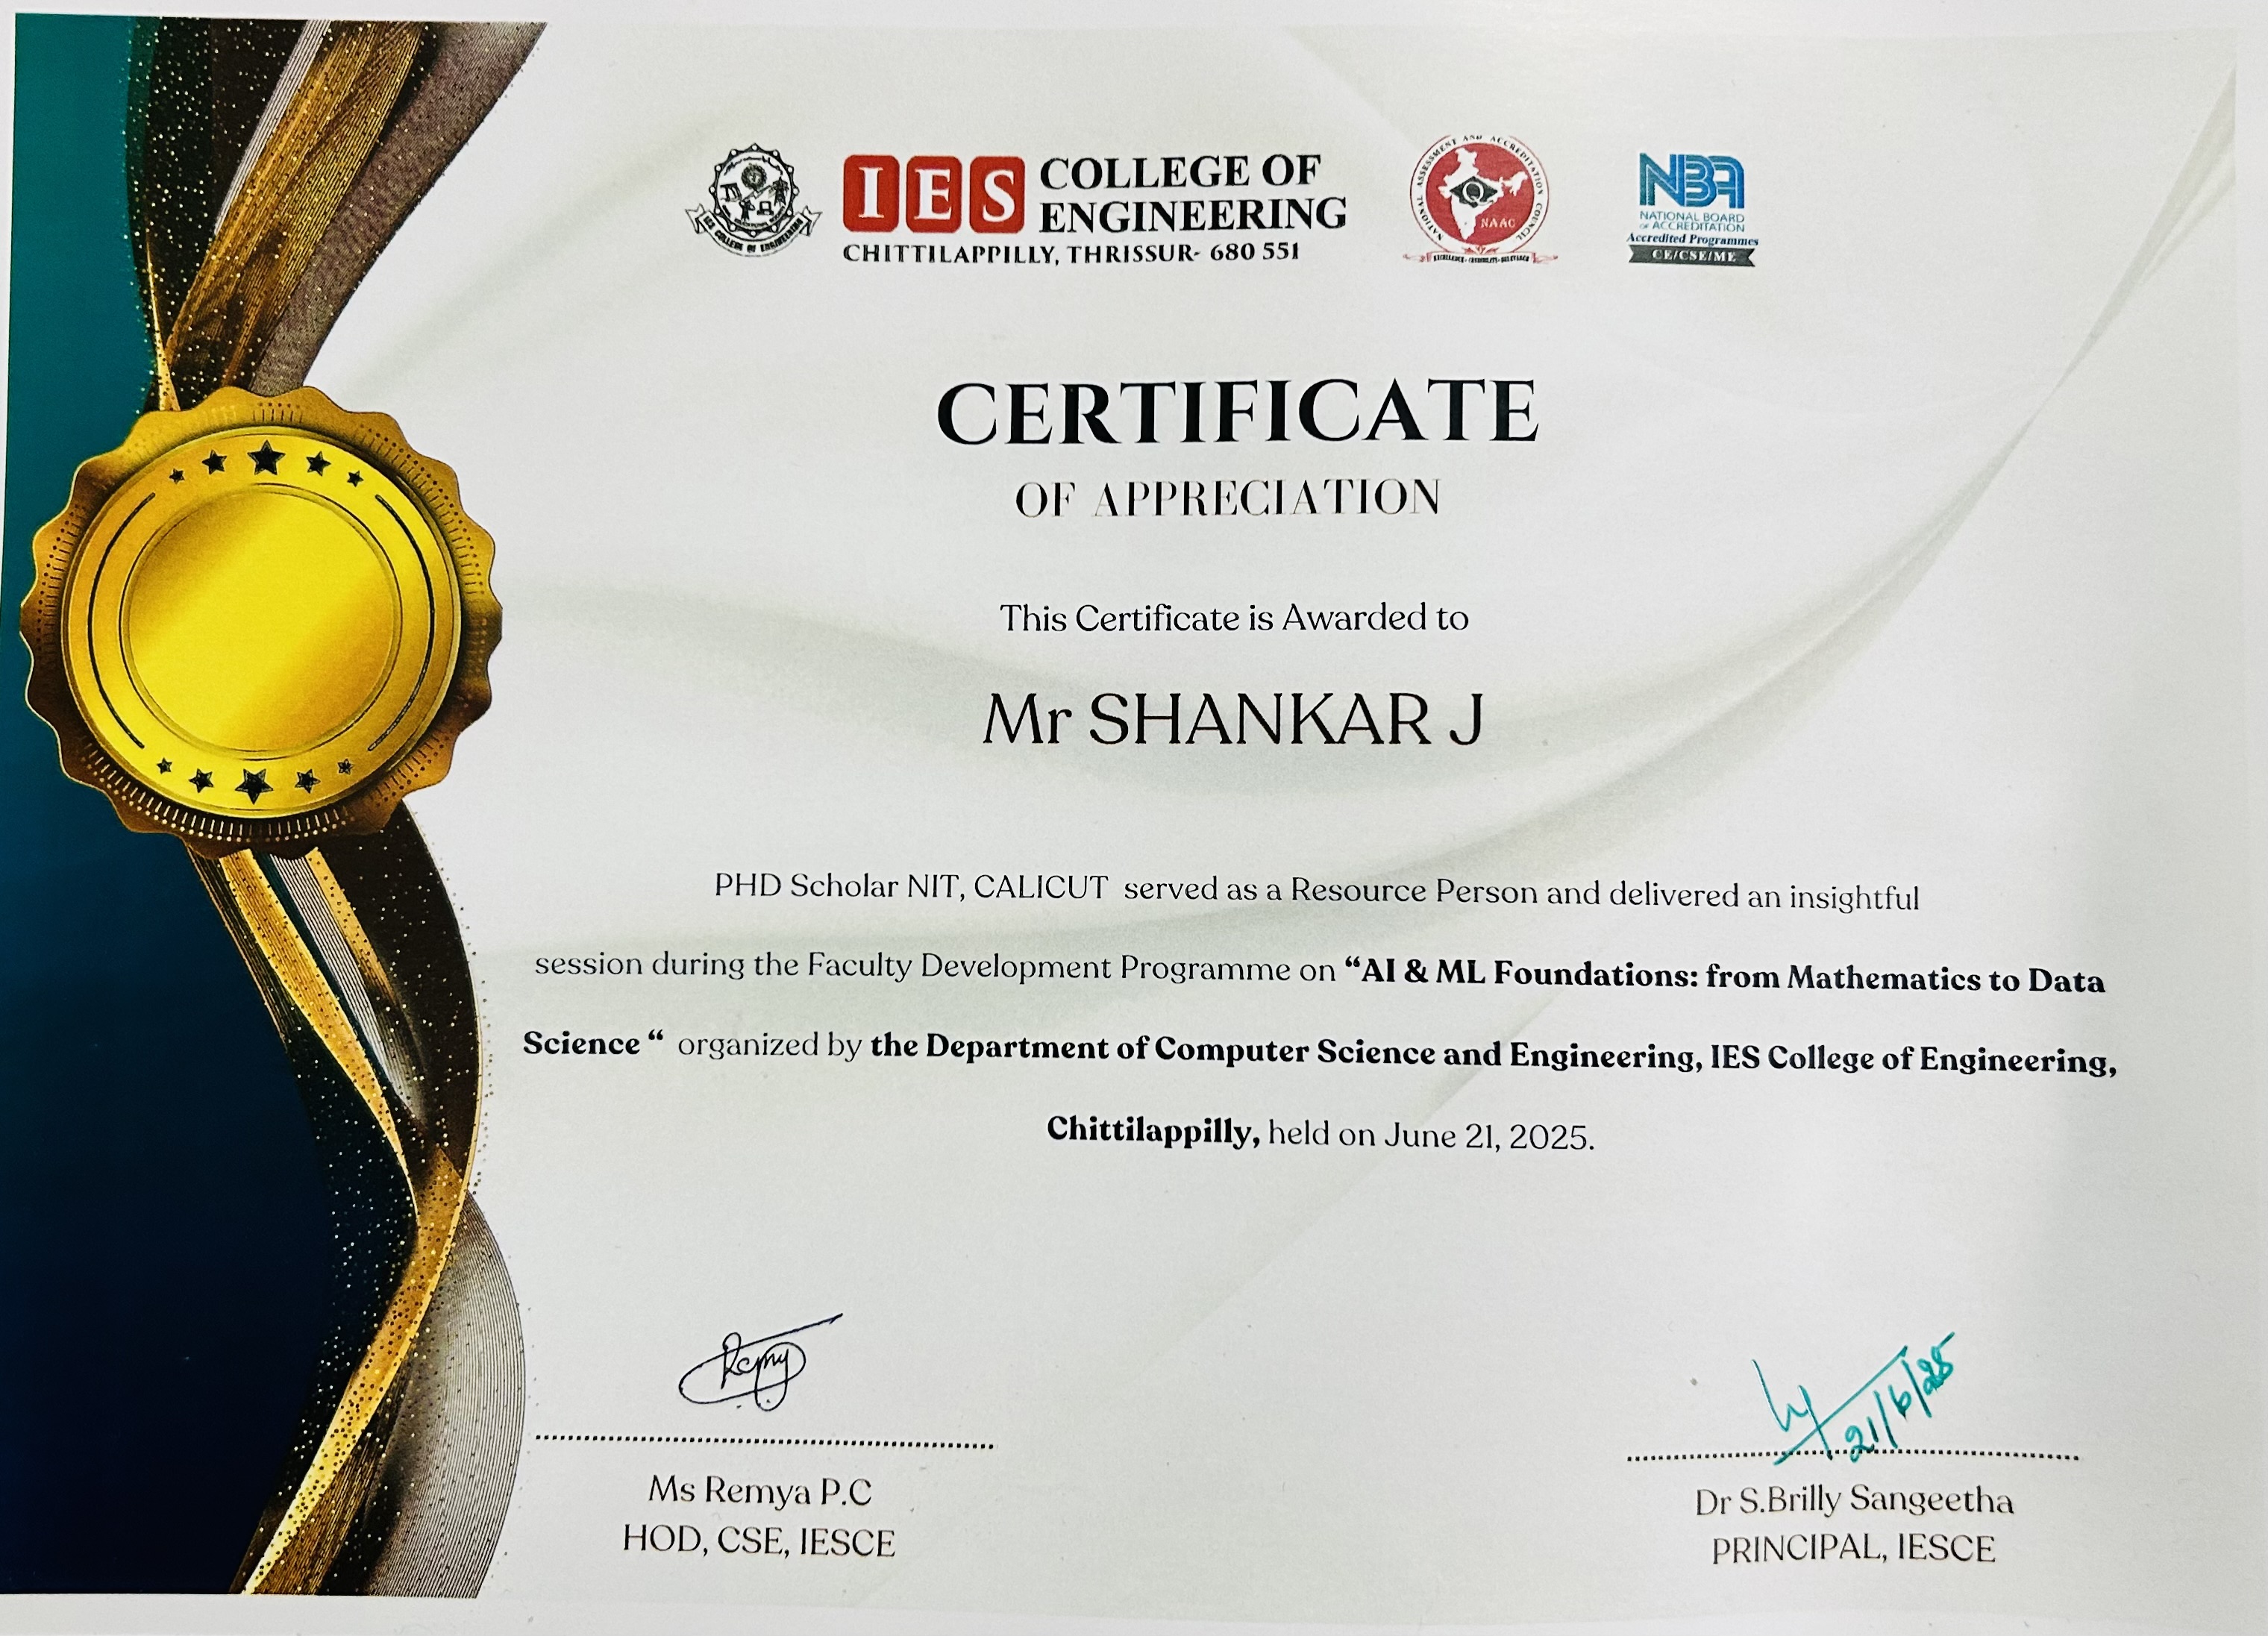 IES COLLEGE OF ENGINEERING
IES COLLEGE OF
ENGINEERING
CHITTILAPPILLY, THRISSUR- 680 551
NATIONAL ASSESSMENT AND ACCREDITATION COUNCIL
NAAC
EXCELLENCE • CREDIBILITY • RELEVANCE
NBA
NATIONAL BOARD
OF ACCREDITATION
Accredited Programmes
CE/CSE/ME
CERTIFICATE
OF APPRECIATION
This Certificate is Awarded to
Mr SHANKAR J
PHD Scholar NIT, CALICUT served as a Resource Person and delivered an insightful
session during the Faculty Development Programme on “AI & ML Foundations: from Mathematics to Data
Science “ organized by the Department of Computer Science and Engineering, IES College of Engineering,
Chittilappilly, held on June 21, 2025.
Remy
21/6/25
Ms Remya P.C
HOD, CSE, IESCE
Dr S.Brilly Sangeetha
PRINCIPAL, IESCE